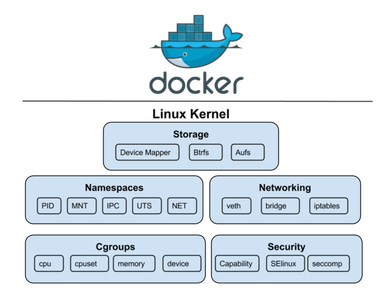 docker
Linux Kernel
Storage
Device Mapper Btrfs Aufs
Namespaces
PID MNT IPC UTS NET
Networking
veth bridge iptables
Cgroups
cpu cpuset memory device
Security
Capability SElinux seccomp